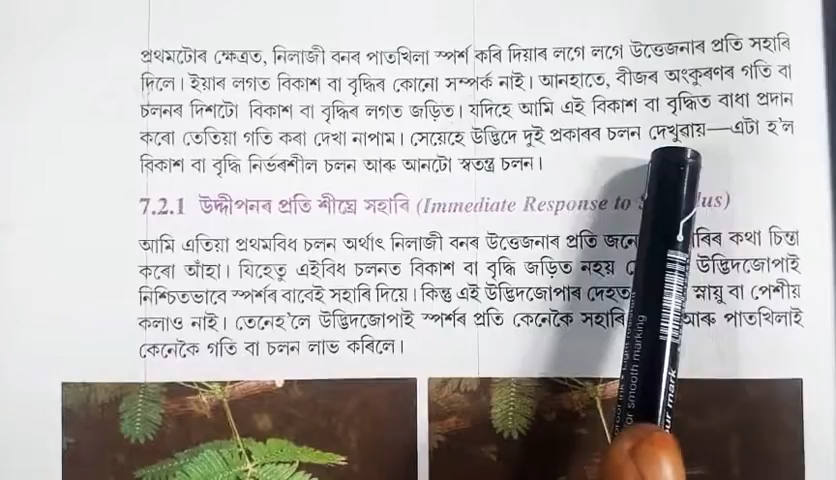 প্ৰথমটোৰ ক্ষেত্ৰত, নিলাজী বনৰ পাতখিলা স্পৰ্শ কৰি দিয়াৰ লগে লগে উত্তেজনাৰ প্ৰতি সহাৰি
দিলে। ইয়াৰ লগত বিকাশ বা বৃদ্ধিৰ কোনো সম্পৰ্ক নাই। আনহাতে, বীজৰ অংকুৰণৰ গতি বা
চলনৰ দিশটো বিকাশ বা বৃদ্ধিৰ লগত জড়িত। যদিহে আমি এই বিকাশ বা বৃদ্ধিত বাধা প্ৰদান
কৰো তেতিয়া গতি কৰা দেখা নাপাম। সেয়েহে উদ্ভিদে দুই প্ৰকাৰৰ চলন দেখুৱায়—এটা হ'ল
বিকাশ বা বৃদ্ধি নিৰ্ভৰশীল চলন আৰু আনটো স্বতন্ত্ৰ চলন।
7.2.1 উদ্দীপনৰ প্ৰতি শীঘ্ৰে সহাৰি (Immediate Response to
আমি এতিয়া প্ৰথমবিধ চলন অৰ্থাৎ নিলাজী বনৰ উত্তেজনাৰ প্ৰতি কথা চিন্তা
কৰো আঁহা। যিহেতু এইবিধ চলনত বিকাশ বা বৃদ্ধি জড়িত নহয় উদ্ভিদজোপাই
নিশ্চিতভাবে স্পৰ্শৰ বাবেই সহাৰি দিয়ে। কিন্তু এই উদ্ভিদজোপাৰ দেহত স্নায়ু বা পেশীয়
কলাও নাই। তেনেহ'লে উদ্ভিদজোপাই স্পৰ্শৰ প্ৰতি কেনেকৈ সহাৰি আৰু পাতখিলাই
কেনেকৈ গতি বা চলন লাভ কৰিলে।